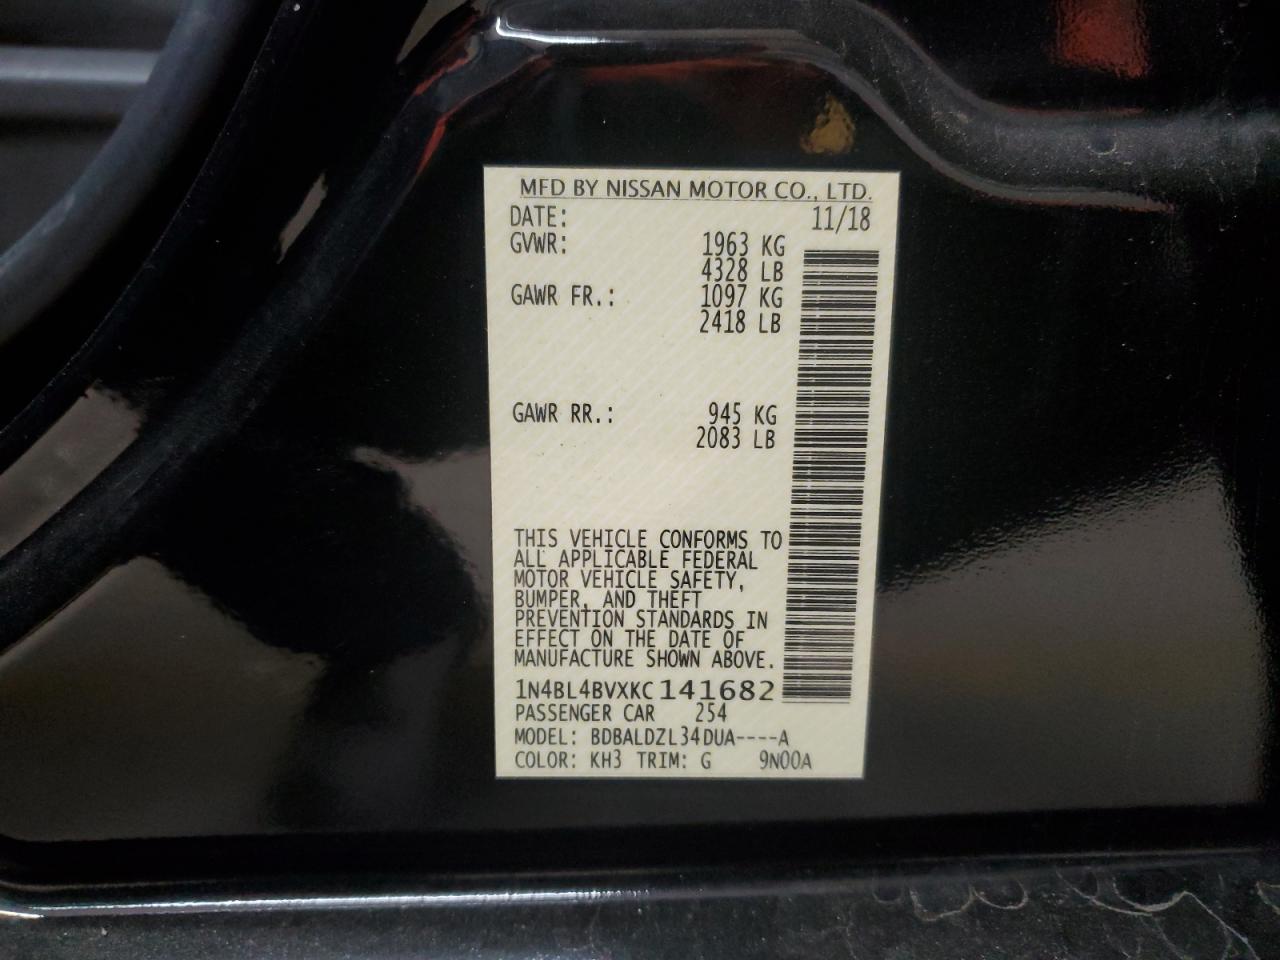 MFD BY NISSAN MOTOR CO., LTD.
DATE: 11/18
GVWR: 1963 KG
4328 LB
GAWR FR.: 1097 KG
2418 LB
GAWR RR.: 945 KG
2083 LB
THIS VEHICLE CONFORMS TO
ALL APPLICABLE FEDERAL
MOTOR VEHICLE SAFETY,
BUMPER, AND THEFT
PREVENTION STANDARDS IN
EFFECT ON THE DATE OF
MANUFACTURE SHOWN ABOVE.
1N4BL4BVXKC141682
PASSENGER CAR 254
MODEL: BDBALDZL34DUA----A
COLOR: KH3 TRIM: G 9N00A